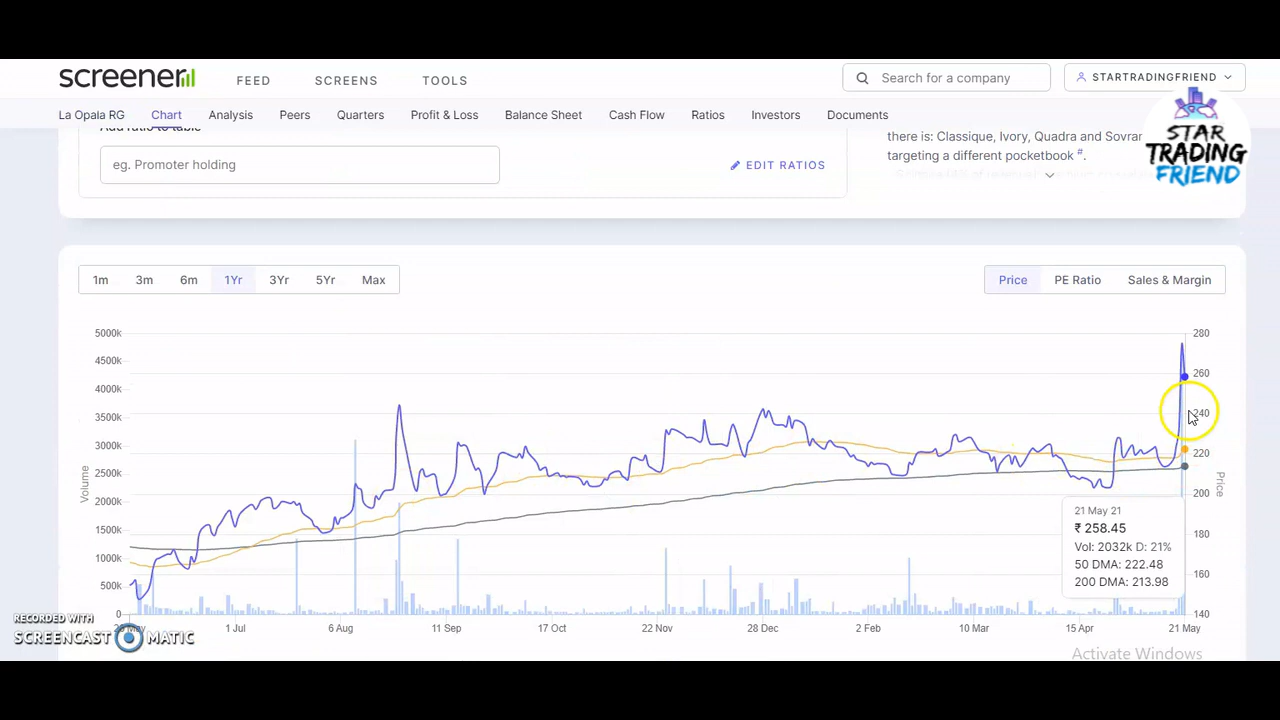 screener
FEED SCREENS TOOLS
Search for a company
STARTRADINGFRIEND
La Opala RG Chart Analysis Peers Quarters Profit & Loss Balance Sheet Cash Flow Ratios Investors Documents
STAR
TRADING
FRIEND
Add ratio to table
eg. Promoter holding
EDIT RATIOS
there is: Classique, Ivory, Quadra and Sovran
targeting a different pocketbook #.
1m 3m 6m 1Yr 3Yr 5Yr Max
Price PE Ratio Sales & Margin
5000k
4500k
4000k
3500k
3000k
2500k
2000k
1500k
1000k
500k
0
Volume
280
260
240
220
200
180
160
140
Price
21 May 21
₹ 258.45
Vol: 2032k D: 21%
50 DMA: 222.48
200 DMA: 213.98
May 1 Jul 6 Aug 11 Sep 17 Oct 22 Nov 28 Dec 2 Feb 10 Mar 15 Apr 21 May
RECORDED WITH
SCREENCAST MATIC
Activate Windows